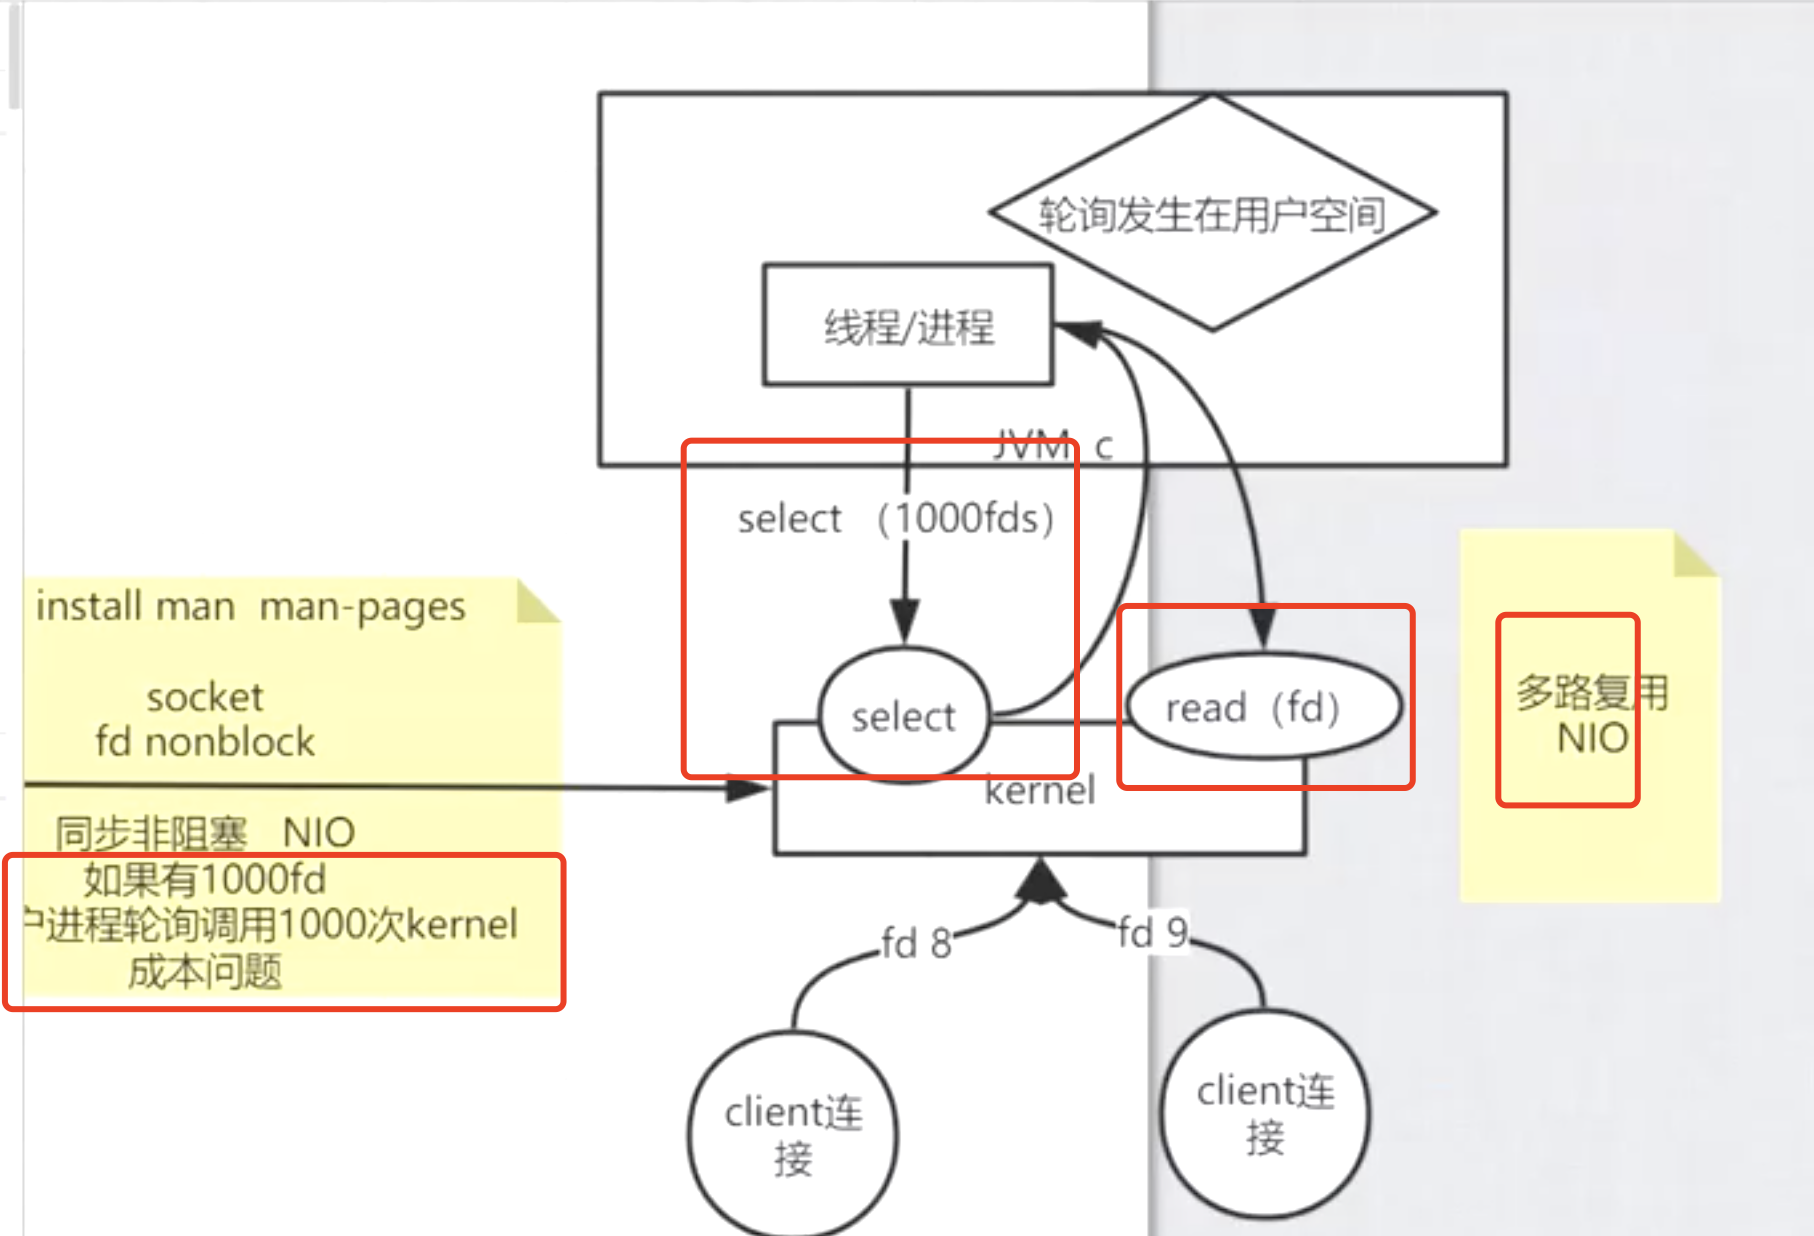 轮询发生在用户空间
线程/进程
JVM c
select （1000fds）
install man man-pages
socket
fd nonblock
同步非阻塞 NIO
如果有1000fd
户进程轮询调用1000次kernel
成本问题
select
read（fd）
kernel
多路复用
NIO
fd 8
fd 9
client连
接
client连
接